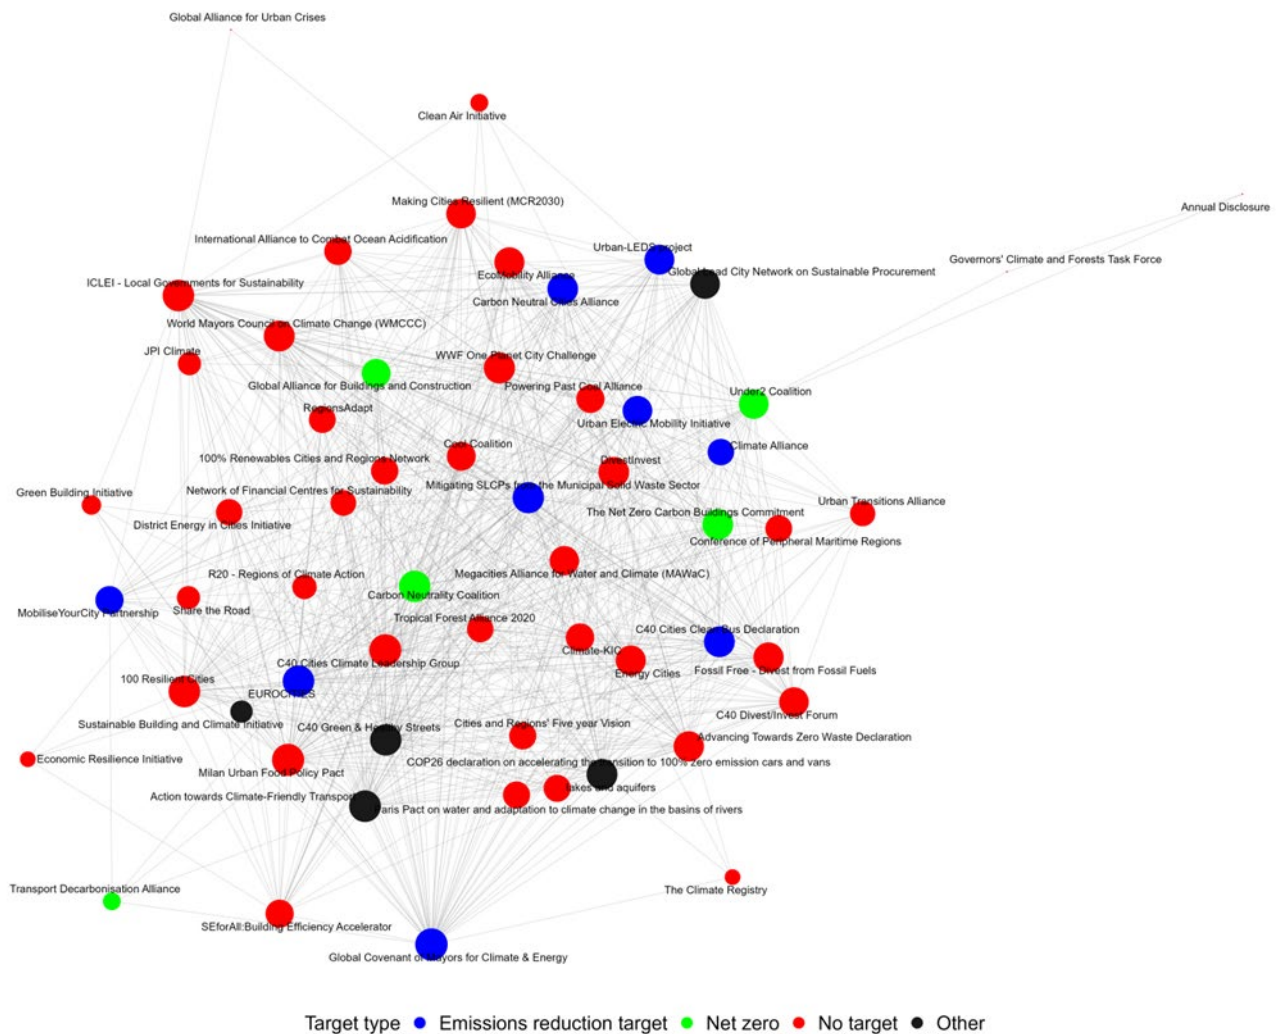 Global Alliance for Urban Crises
Clean Air Initiative
Annual Disclosure
Making Cities Resilient (MCR2030)
International Alliance to Combat Ocean Acidification
Urban-LEDS project
Governors' Climate and Forests Task Force
EcoMobility Alliance
Global Lead City Network on Sustainable Procurement
ICLEI - Local Governments for Sustainability
Carbon Neutral Cities Alliance
World Mayors Council on Climate Change (WMCCC)
JPI Climate
WWF One Planet City Challenge
Global Alliance for Buildings and Construction
Powering Past Coal Alliance
Under2 Coalition
RegionsAdapt
Urban Electric Mobility Initiative
Cool Coalition
Climate Alliance
100% Renewables Cities and Regions Network
DivestInvest
Green Building Initiative
Network of Financial Centres for Sustainability
Mitigating SLCPs from the Municipal Solid Waste Sector
Urban Transitions Alliance
The Net Zero Carbon Buildings Commitment
District Energy in Cities Initiative
Conference of Peripheral Maritime Regions
R20 - Regions of Climate Action
Megacities Alliance for Water and Climate (MAWaC)
Carbon Neutrality Coalition
MobiliseYourCity Partnership
Share the Road
Tropical Forest Alliance 2020
C40 Cities Clean Bus Declaration
Climate-KIC
C40 Cities Climate Leadership Group
Energy Cities
Fossil Free - Divest from Fossil Fuels
100 Resilient Cities
EUROCITIES
C40 Divest/Invest Forum
Sustainable Building and Climate Initiative
C40 Green & Healthy Streets
Cities and Regions' Five year Vision
Advancing Towards Zero Waste Declaration
Economic Resilience Initiative
COP26 declaration on accelerating the transition to 100% zero emission cars and vans
Milan Urban Food Policy Pact
lakes and aquifers
Action towards Climate-Friendly Transport
Paris Pact on water and adaptation to climate change in the basins of rivers
Transport Decarbonisation Alliance
The Climate Registry
SEforAll:Building Efficiency Accelerator
Global Covenant of Mayors for Climate & Energy
Target type Emissions reduction target Net zero No target Other